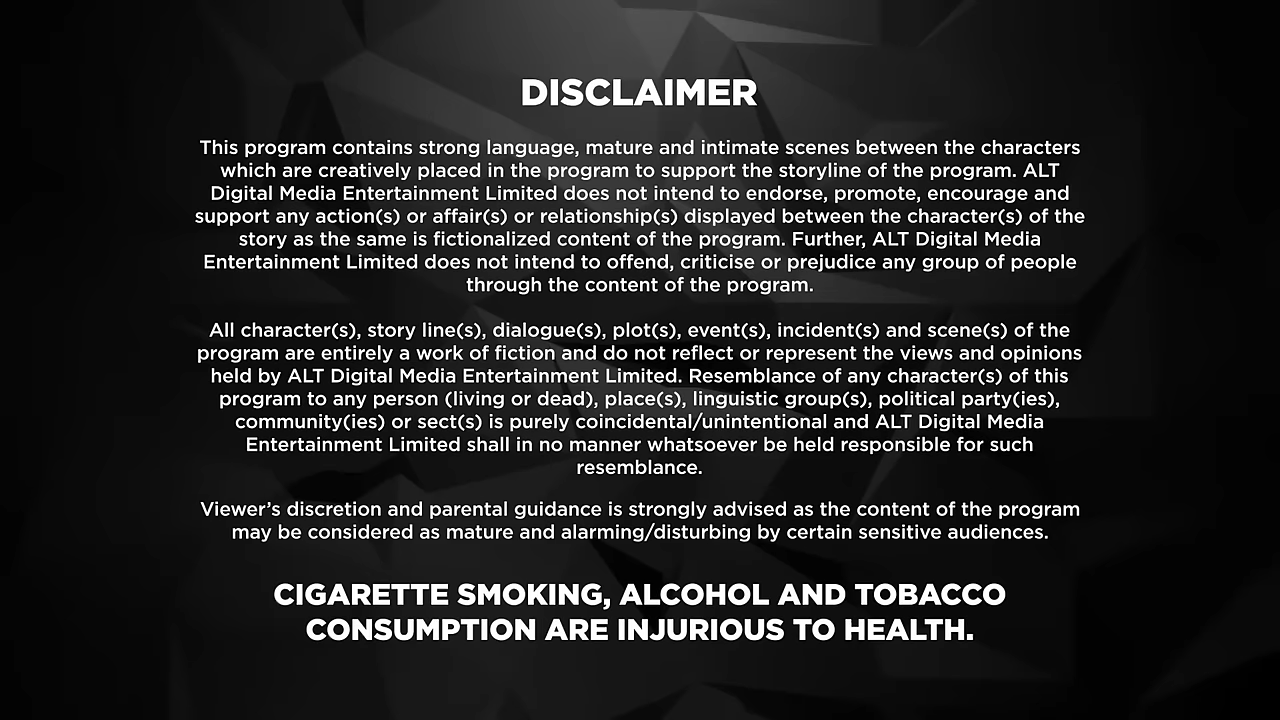 DISCLAIMER
This program contains strong language, mature and intimate scenes between the characters
which are creatively placed in the program to support the storyline of the program. ALT
Digital Media Entertainment Limited does not intend to endorse, promote, encourage and
support any action(s) or affair(s) or relationship(s) displayed between the character(s) of the
story as the same is fictionalized content of the program. Further, ALT Digital Media
Entertainment Limited does not intend to offend, criticise or prejudice any group of people
through the content of the program.
All character(s), story line(s), dialogue(s), plot(s), event(s), incident(s) and scene(s) of the
program are entirely a work of fiction and do not reflect or represent the views and opinions
held by ALT Digital Media Entertainment Limited. Resemblance of any character(s) of this
program to any person (living or dead), place(s), linguistic group(s), political party(ies),
community(ies) or sect(s) is purely coincidental/unintentional and ALT Digital Media
Entertainment Limited shall in no manner whatsoever be held responsible for such
resemblance.
Viewer’s discretion and parental guidance is strongly advised as the content of the program
may be considered as mature and alarming/disturbing by certain sensitive audiences.
CIGARETTE SMOKING, ALCOHOL AND TOBACCO
CONSUMPTION ARE INJURIOUS TO HEALTH.